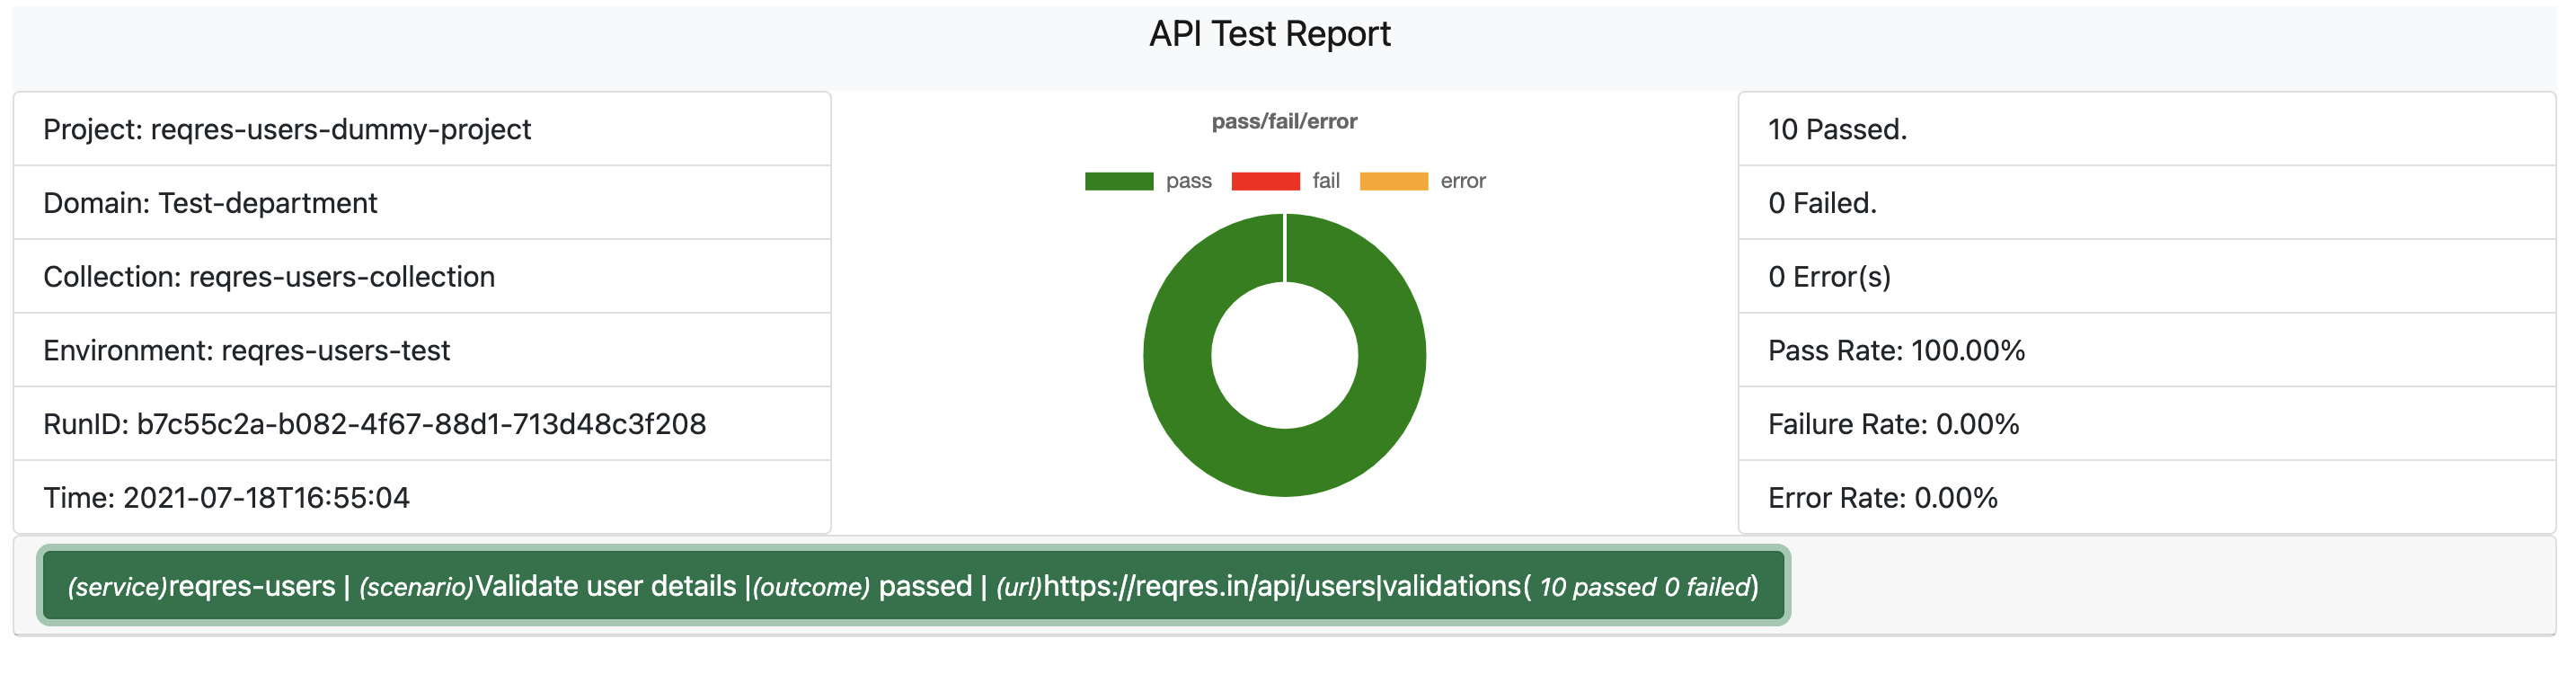 API Test Report
Project: reqres-users-dummy-project
Domain: Test-department
Collection: reqres-users-collection
Environment: reqres-users-test
RunID: b7c55c2a-b082-4f67-88d1-713d48c3f208
Time: 2021-07-18T16:55:04
pass/fail/error
pass fail error
10 Passed.
0 Failed.
0 Error(s)
Pass Rate: 100.00%
Failure Rate: 0.00%
Error Rate: 0.00%
(service)reqres-users | (scenario)Validate user details |(outcome) passed | (url)https://reqres.in/api/users|validations( 10 passed 0 failed)